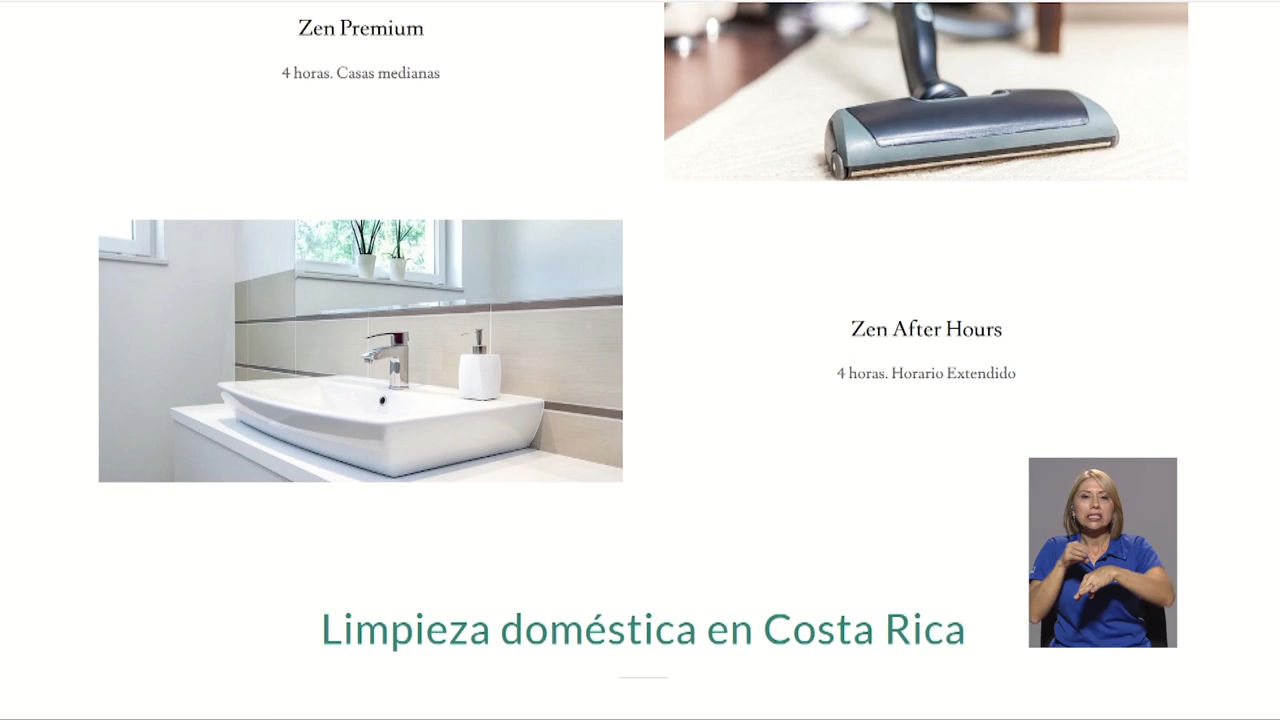 Zen Premium
4 horas. Casas medianas
Zen After Hours
4 horas. Horario Extendido
Limpieza doméstica en Costa Rica